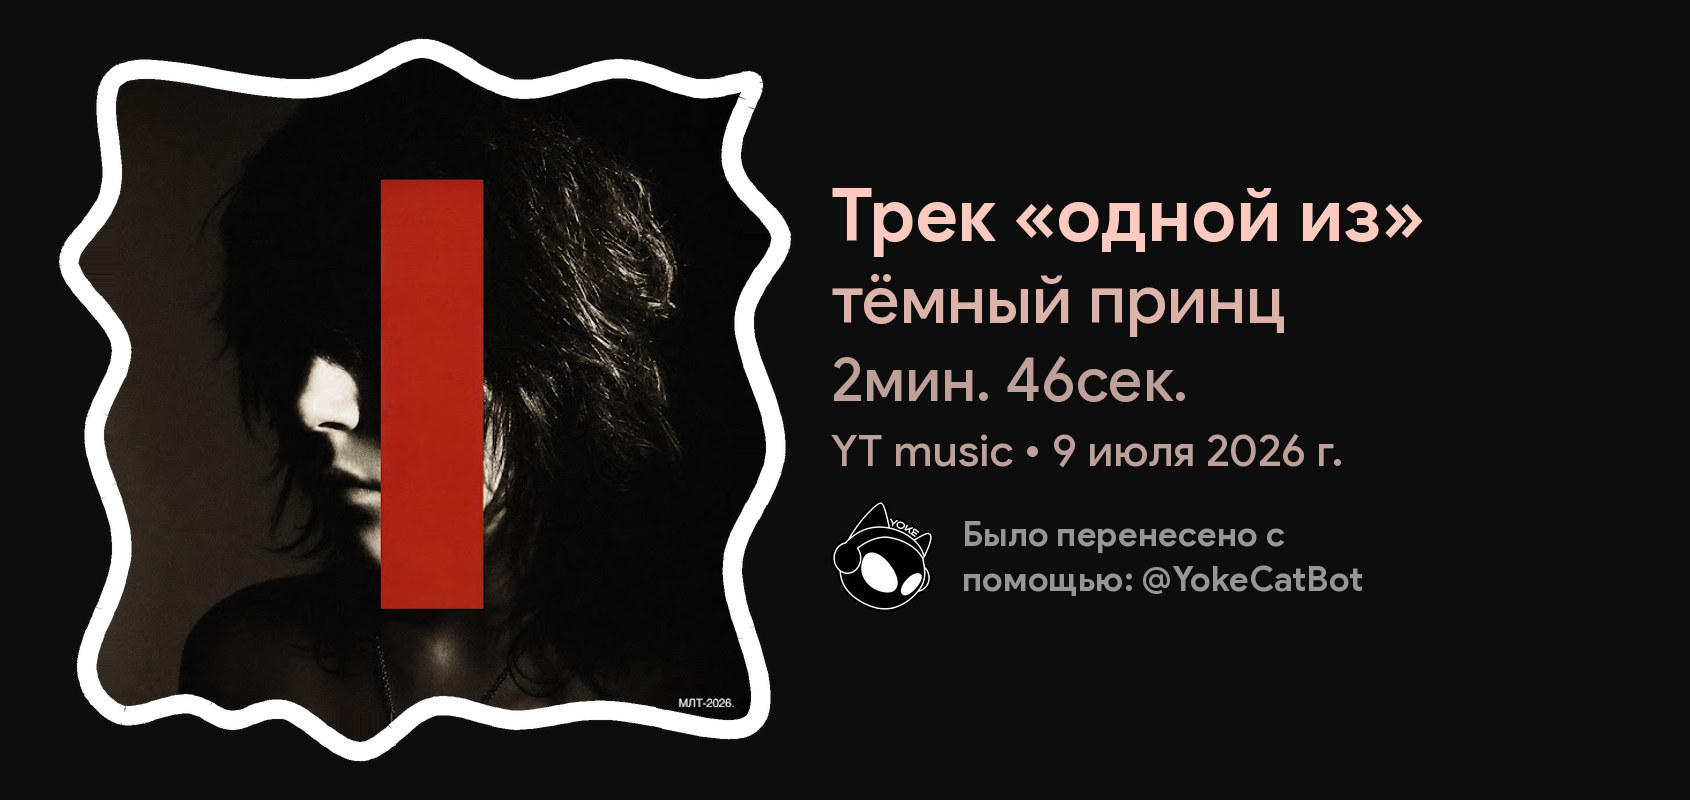 Трек «одной из»
тёмный принц
2мин. 46сек.
YT music • 9 июля 2026 г.
YOKE
Было перенесено с
помощью: @YokeCatBot
МЛТ-2026.